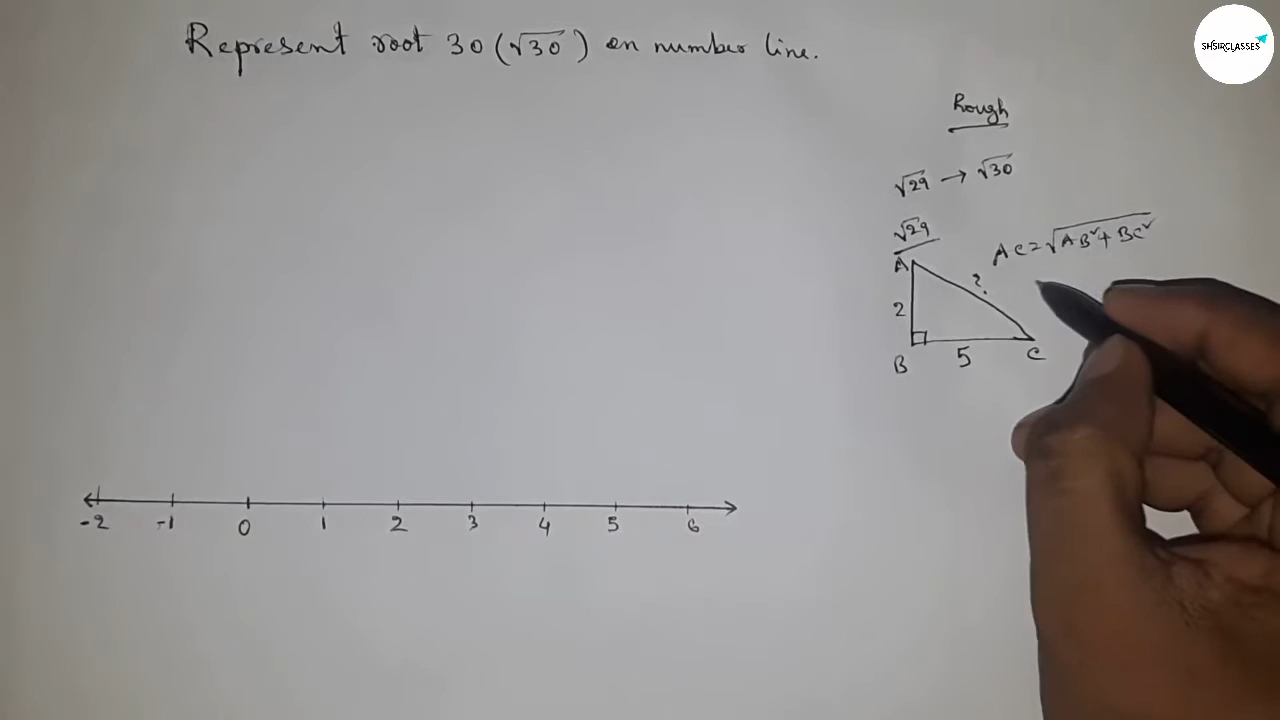 Represent root 30 (√30) on number line.
SHSIRCLASSES
Rough
√29 → √30
√29
AC = √AB² + BC²
A
?
2
B
5
C
-2 -1 0 1 2 3 4 5 6